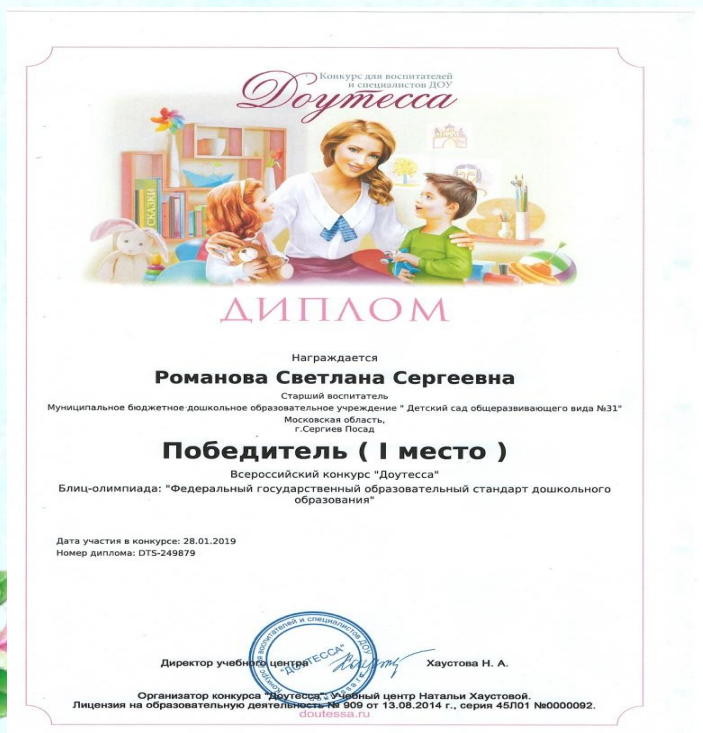 Конкурс для воспитателей
и специалистов ДОУ
Доутесса
СКАЗКИ
ДИПЛОМ
Награждается
Романова Светлана Сергеевна
Старший воспитатель
Муниципальное бюджетное дошкольное образовательное учреждение " Детский сад общеразвивающего вида №31"
Московская область,
г.Сергиев Посад
Победитель ( I место )
Всероссийский конкурс "Доутесса"
Блиц-олимпиада: "Федеральный государственный образовательный стандарт дошкольного
образования"
Дата участия в конкурсе: 28.01.2019
Номер диплома: DTS-249879
воспитателей и специалистов ДОУ
"ДОУТЕССА"
Директор учебного центра
Хаустова Н. А.
Организатор конкурса "Доутесса": Учебный центр Натальи Хаустовой.
Лицензия на образовательную деятельность № 909 от 13.08.2014 г., серия 45Л01 №0000092.
doutessa.ru